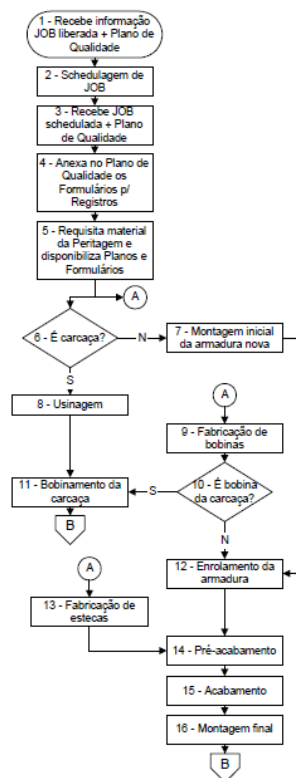 1 - Recebe informação
JOB liberada + Plano de
Qualidade
2 - Schedulagem de
JOB
3 - Recebe JOB
schedulada + Plano
de Qualidade
4 - Anexa no Plano de
Qualidade os
Formulários p/
Registros
5 - Requisita material
da Peritagem e
disponibiliza Planos e
Formulários
A
6 - É carcaça?
N
7 - Montagem inicial
da armadura nova
S
8 - Usinagem
A
9 - Fabricação de
bobinas
10 - É bobina
da carcaça?
S
11 - Bobinamento da
carcaça
B
N
12 - Enrolamento da
armadura
A
13 - Fabricação de
estecas
14 - Pré-acabamento
15 - Acabamento
16 - Montagem final
B